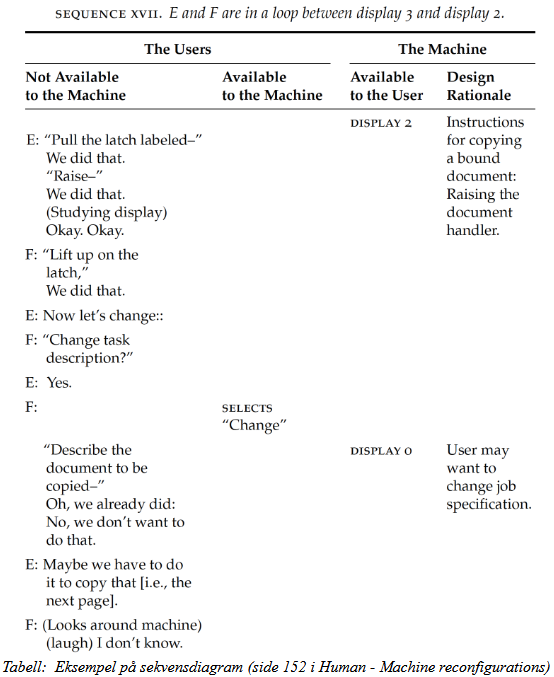 SEQUENCE XVII. E and F are in a loop between display 3 and display 2.
The Users The Machine
Not Available to the Machine
Available to the Machine
Available to the User
Design Rationale
DISPLAY 2
Instructions
for copying
a bound
document:
Raising the
document
handler.
E: “Pull the latch labeled–”
We did that.
“Raise–”
We did that.
(Studying display)
Okay. Okay.
F: “Lift up on the
latch,”
We did that.
E: Now let’s change::
F: “Change task
description?”
E: Yes.
F: SELECTS
“Change”
“Describe the
document to be
copied–”
Oh, we already did:
No, we don’t want to
do that.
DISPLAY 0
User may
want to
change job
specification.
E: Maybe we have to do
it to copy that [i.e., the
next page].
F: (Looks around machine)
(laugh) I don’t know.
Tabell: Eksempel på sekvensdiagram (side 152 i Human - Machine reconfigurations)